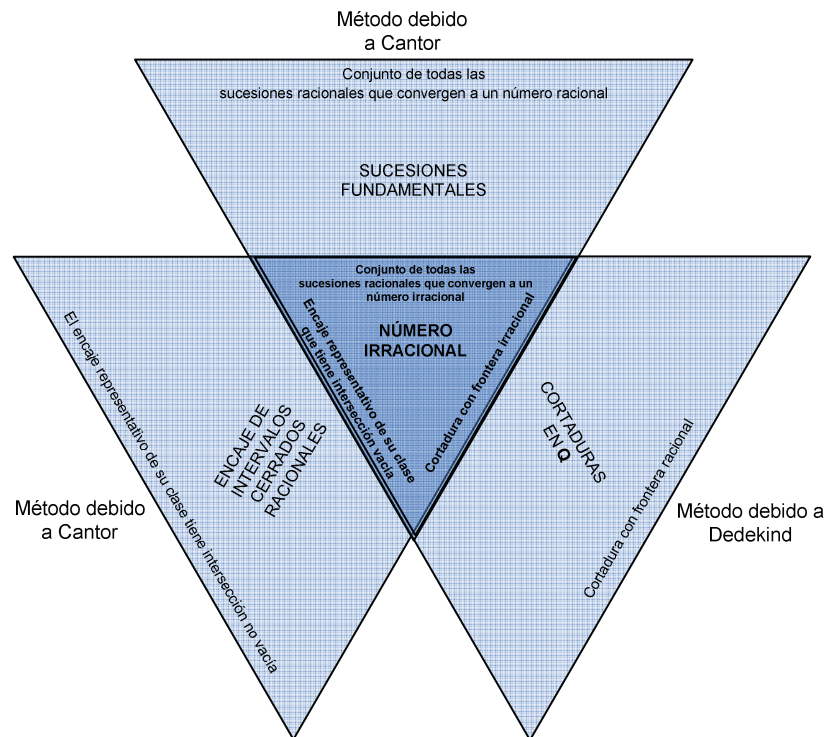 Método debido
a Cantor
Conjunto de todas las
sucesiones racionales que convergen a un número racional
SUCESIONES
FUNDAMENTALES
Conjunto de todas las
sucesiones racionales que convergen a un
número irracional
NÚMERO
IRRACIONAL
Encaje representativo de su clase
que tiene intersección vacía
Cortadura con frontera irracional
El encaje representativo de su clase tiene intersección no vacía
ENCAJE DE
INTERVALOS
CERRADOS
RACIONALES
CORTADURAS
EN Q
Cortadura con frontera racional
Método debido
a Cantor
Método debido a
Dedekind